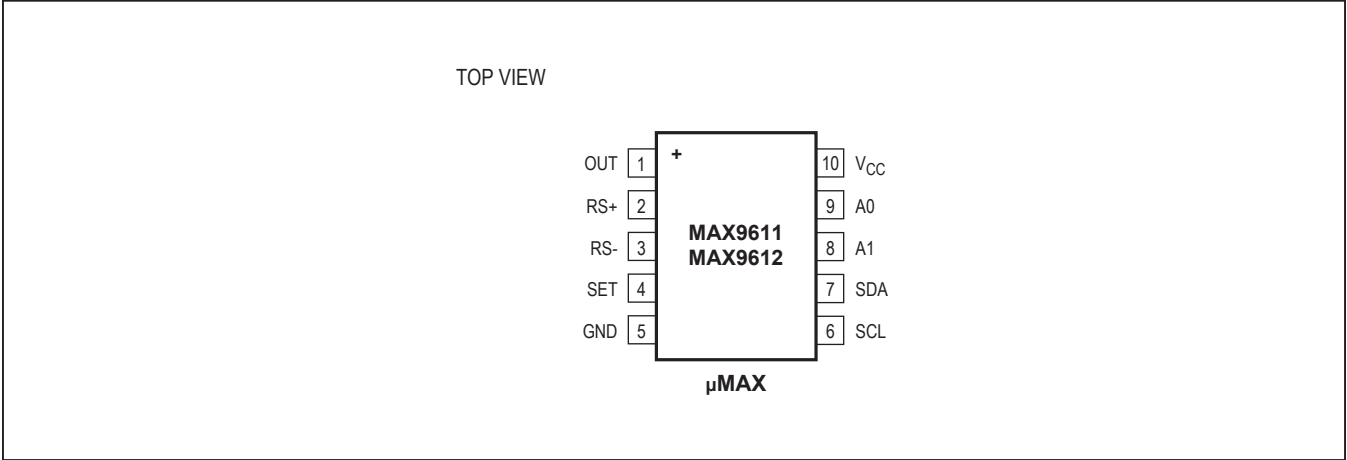 TOP VIEW
OUT 1 + 10 VCC
RS+ 2 9 A0
MAX9611
RS- 3 8 A1
MAX9612
SET 4 7 SDA
GND 5 6 SCL
µMAX